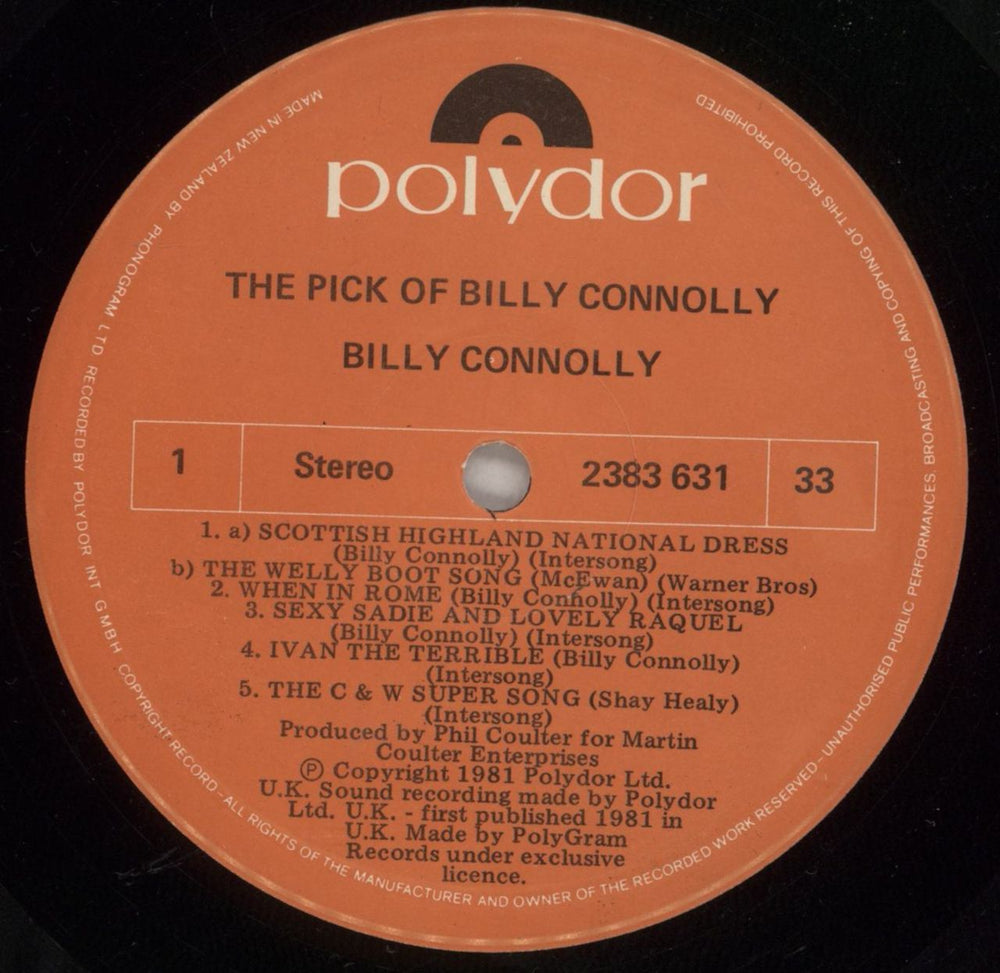 polydor
THE PICK OF BILLY CONNOLLY
BILLY CONNOLLY
1 Stereo 2383 631 33
1. a) SCOTTISH HIGHLAND NATIONAL DRESS
(Billy Connolly) (Intersong)
b) THE WELLY BOOT SONG (McEwan) (Warner Bros)
2. WHEN IN ROME (Billy Connolly) (Intersong)
3. SEXY SADIE AND LOVELY RAQUEL
(Billy Connolly) (Intersong)
4. IVAN THE TERRIBLE (Billy Connolly)
(Intersong)
5. THE C & W SUPER SONG (Shay Healy)
(Intersong)
Produced by Phil Coulter for Martin
Coulter Enterprises
Ⓟ Copyright 1981 Polydor Ltd.
U.K. Sound recording made by Polydor
Ltd. U.K. - first published 1981 in
U.K. Made by PolyGram
Records under exclusive
licence.
MADE IN NEW ZEALAND BY PHONOGRAM LTD RECORDED BY POLYDOR INT GMBH COPYRIGHT RECORD - ALL RIGHTS OF THE MANUFACTURER AND OWNER OF THE RECORDED WORK RESERVED - UNAUTHORISED PUBLIC PERFORMANCES BROADCASTING AND COPYING OF THIS RECORD PROHIBITED